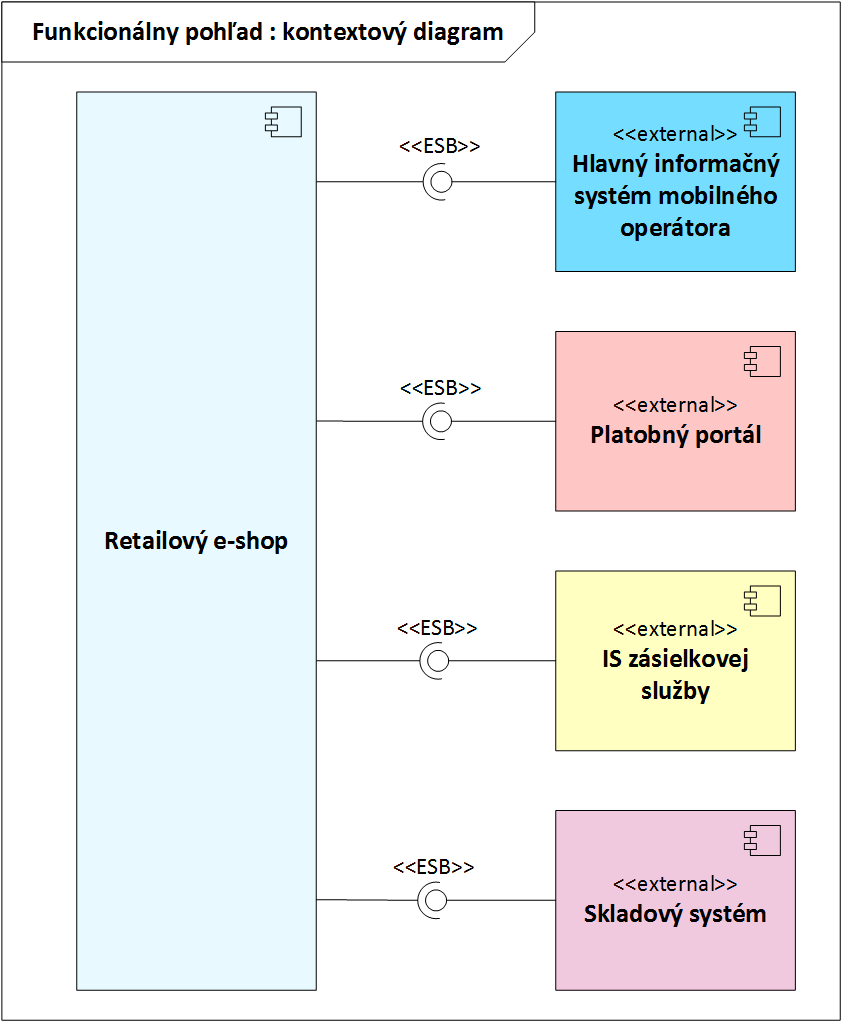 Funkcionálny pohľad : kontextový diagram
<<ESB>>
<<external>>
Hlavný informačný
systém mobilného
operátora
<<ESB>>
<<external>>
Platobný portál
Retailový e-shop
<<ESB>>
<<external>>
IS zásielkovej
služby
<<ESB>>
<<external>>
Skladový systém